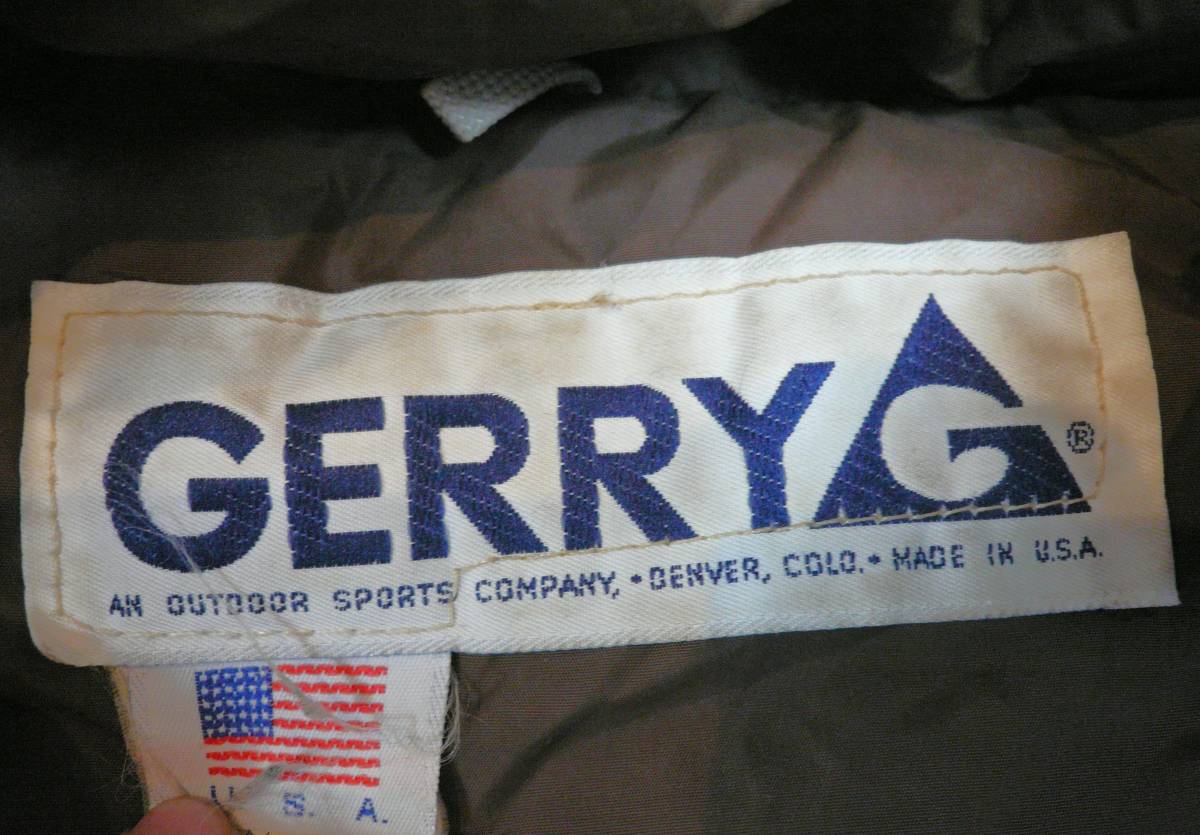 GERRY G ®
AN OUTDOOR SPORTS COMPANY, • DENVER, COLO. • MADE IN U.S.A.
U. S. A.